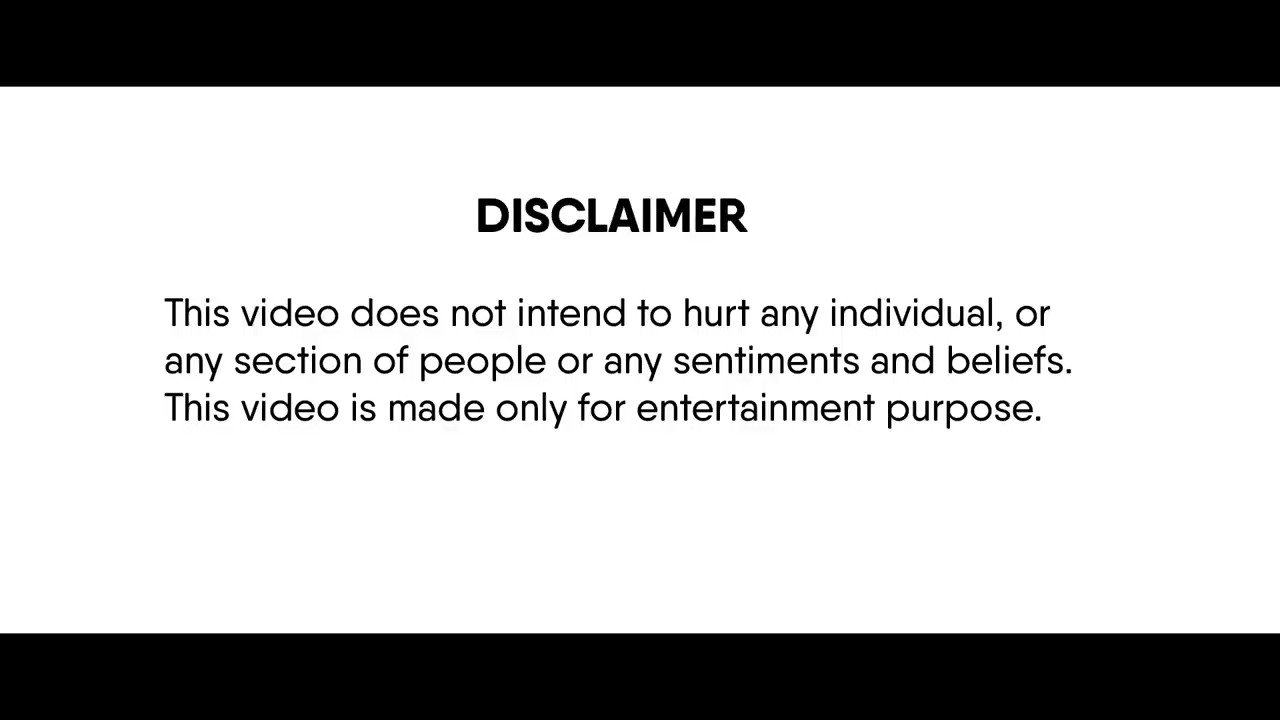 DISCLAIMER
This video does not intend to hurt any individual, or
any section of people or any sentiments and beliefs.
This video is made only for entertainment purpose.